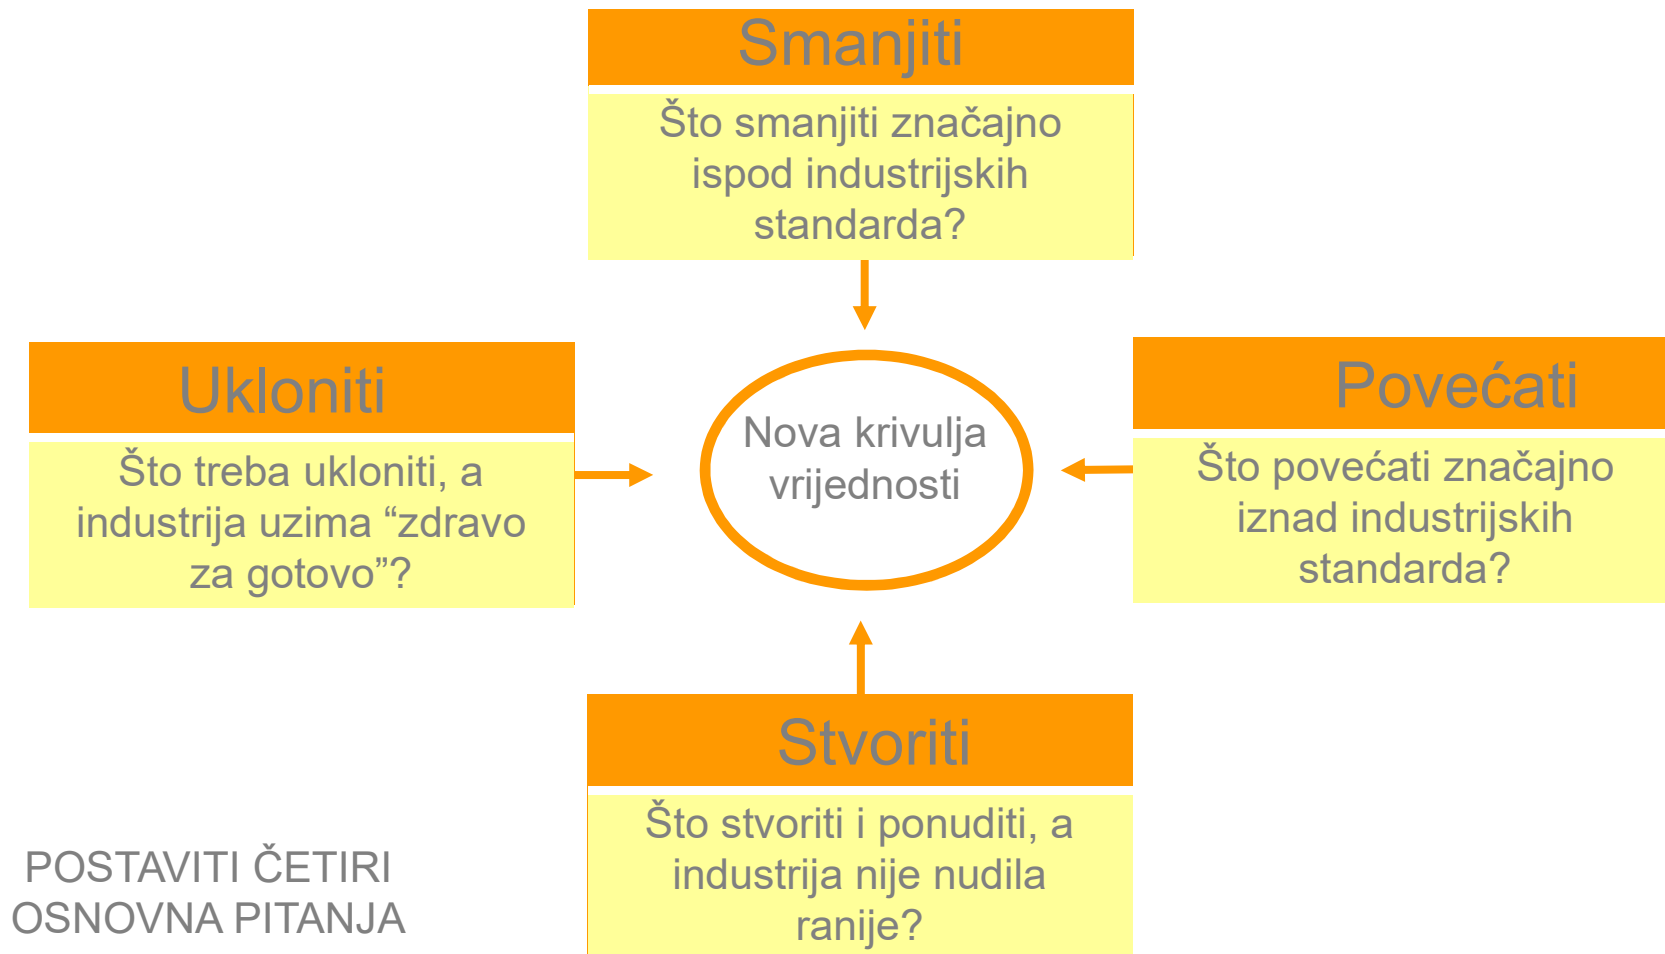 Smanjiti
Što smanjiti značajno
ispod industrijskih
standarda?
Ukloniti
Što treba ukloniti, a
industrija uzima “zdravo
za gotovo”?
Nova krivulja
vrijednosti
Povećati
Što povećati značajno
iznad industrijskih
standarda?
Stvoriti
Što stvoriti i ponuditi, a
industrija nije nudila
ranije?
POSTAVITI ČETIRI
OSNOVNA PITANJA